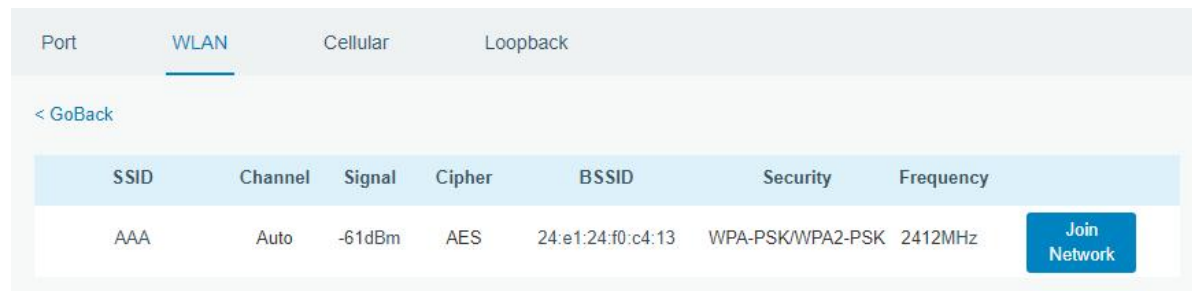 Port WLAN Cellular Loopback
< GoBack
SSID Channel Signal Cipher BSSID Security Frequency
AAA Auto -61dBm AES 24:e1:24:f0:c4:13 WPA-PSK/WPA2-PSK 2412MHz Join
Network